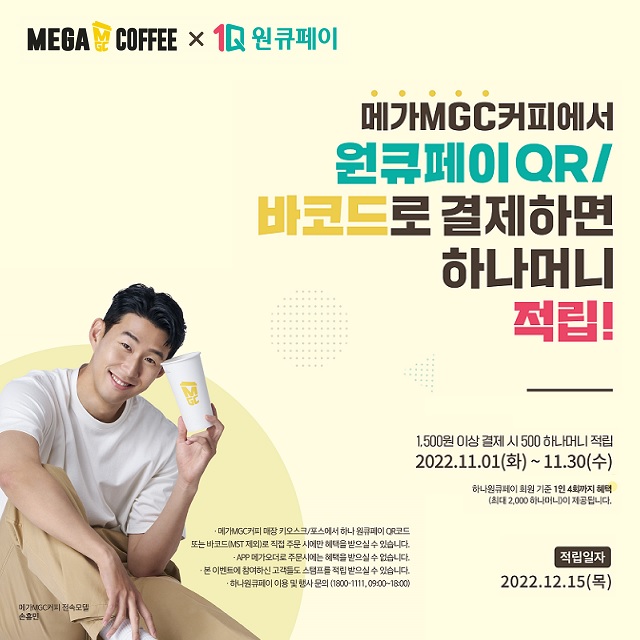 MEGA MGC COFFEE × 1Q 원큐페이
메가MGC커피에서
원큐페이QR/
바코드로 결제하면
하나머니
적립!
1,500원 이상 결제 시 500 하나머니 적립
2022.11.01(화) ~ 11.30(수)
하나원큐페이 회원 기준 1인 4회까지 혜택
(최대 2,000 하나머니)이 제공됩니다.
MGC
· 메가MGC커피 매장 키오스크/포스에서 하나 원큐페이 QR코드
또는 바코드(MST 제외)로 직접 주문 시에만 혜택을 받으실 수 있습니다.
· APP 메가오더로 주문시에는 혜택을 받으실 수 없습니다.
· 본 이벤트에 참여하신 고객들도 스탬프를 적립 받으실 수 있습니다.
· 하나원큐페이 이용 및 행사 문의 (1800-1111, 09:00~18:00)
적립일자
2022.12.15(목)
메가MGC커피 전속모델
손흥민